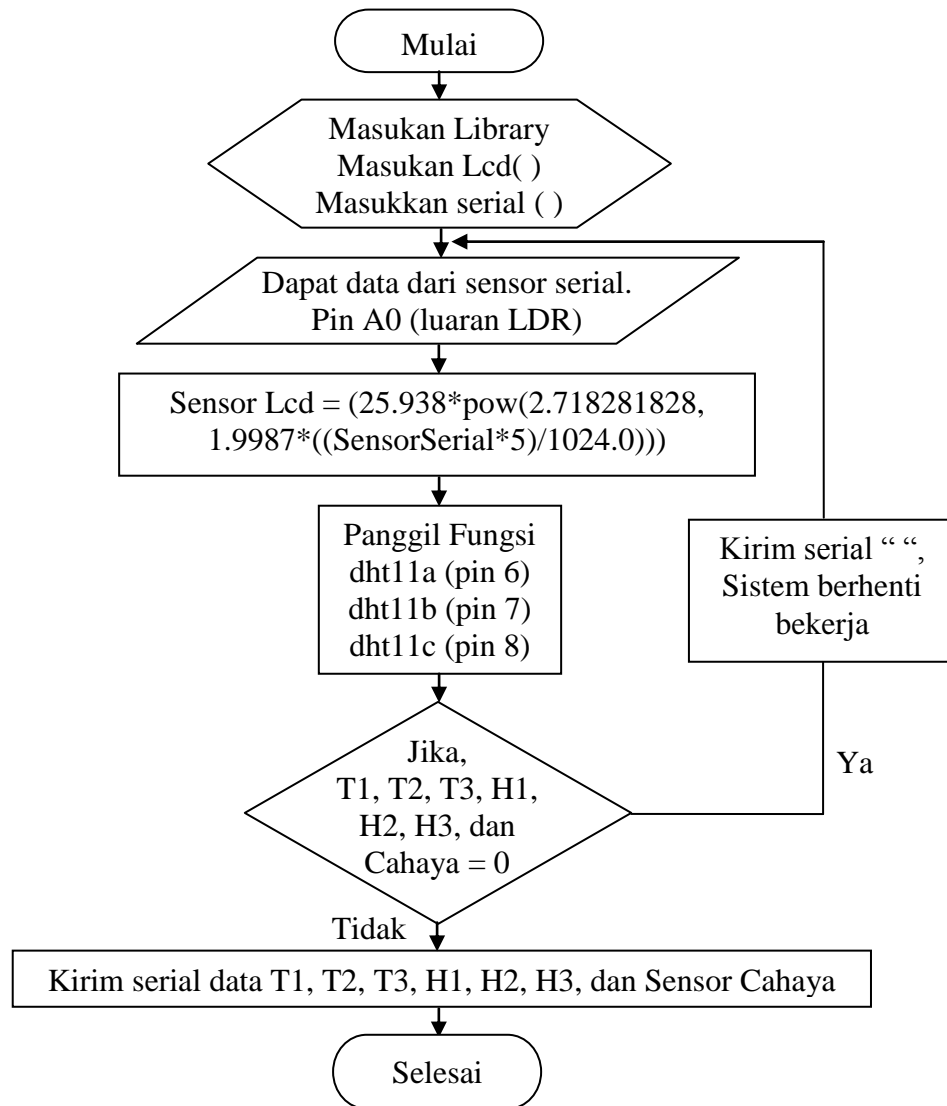 Mulai
Masukan Library
Masukan Lcd( )
Masukkan serial ( )
Dapat data dari sensor serial.
Pin A0 (luaran LDR)
Sensor Lcd = (25.938*pow(2.718281828,
1.9987*((SensorSerial*5)/1024.0)))
Panggil Fungsi
dht11a (pin 6)
dht11b (pin 7)
dht11c (pin 8)
Kirim serial “ “,
Sistem berhenti
bekerja
Jika,
T1, T2, T3, H1,
H2, H3, dan
Cahaya = 0
Ya
Tidak
Kirim serial data T1, T2, T3, H1, H2, H3, dan Sensor Cahaya
Selesai